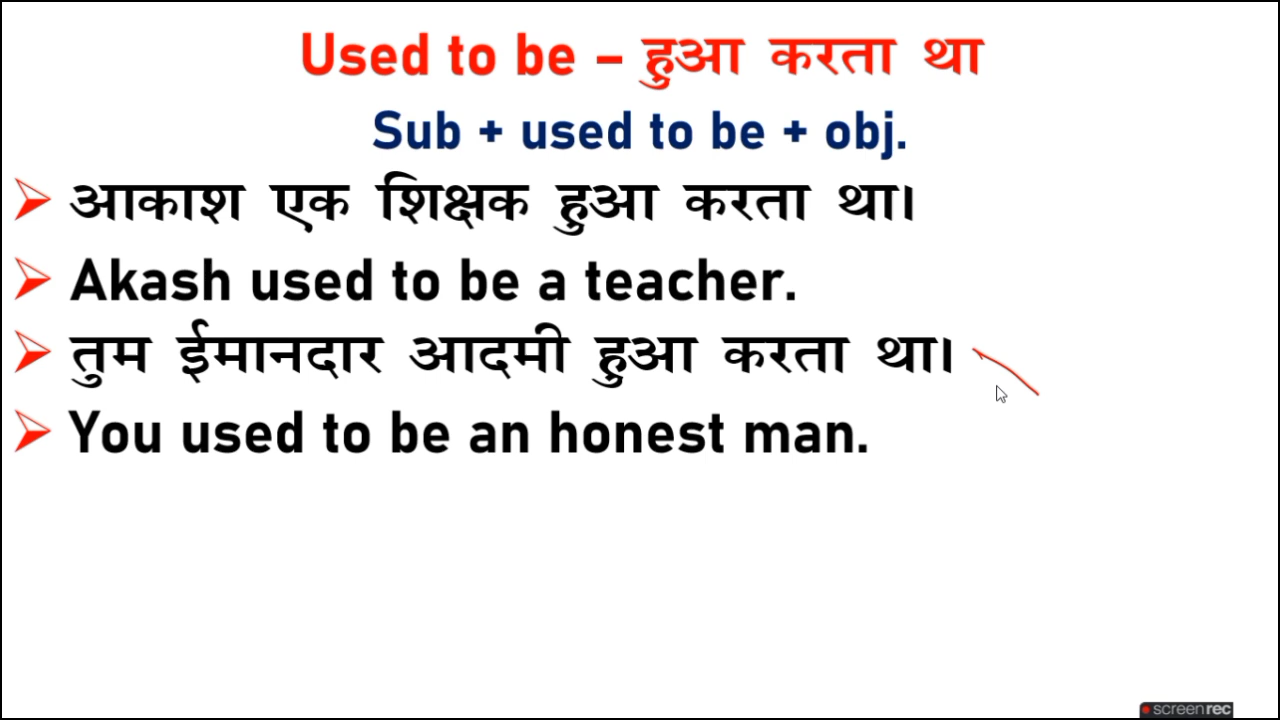 Used to be – हुआ करता था
Sub + used to be + obj.
आकाश एक शिक्षक हुआ करता था।
Akash used to be a teacher.
तुम ईमानदार आदमी हुआ करता था।
You used to be an honest man.
screenrec